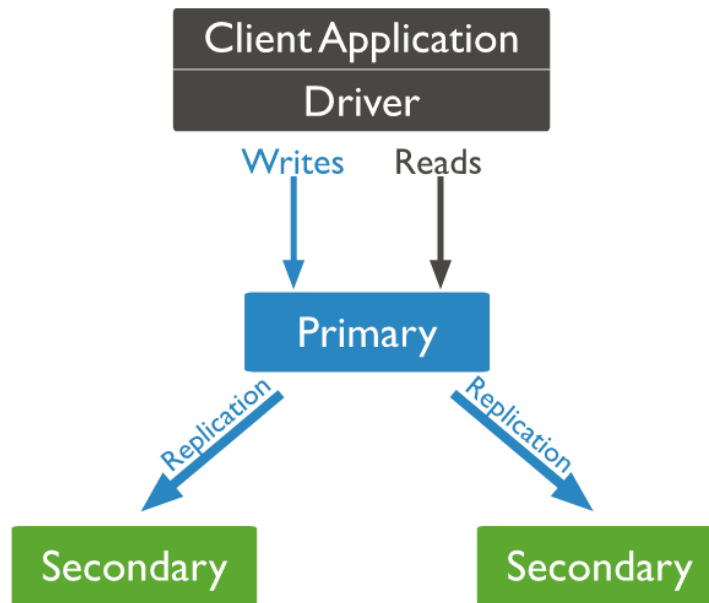 Client Application
Driver
Writes Reads
Primary
Replication Replication
Secondary Secondary